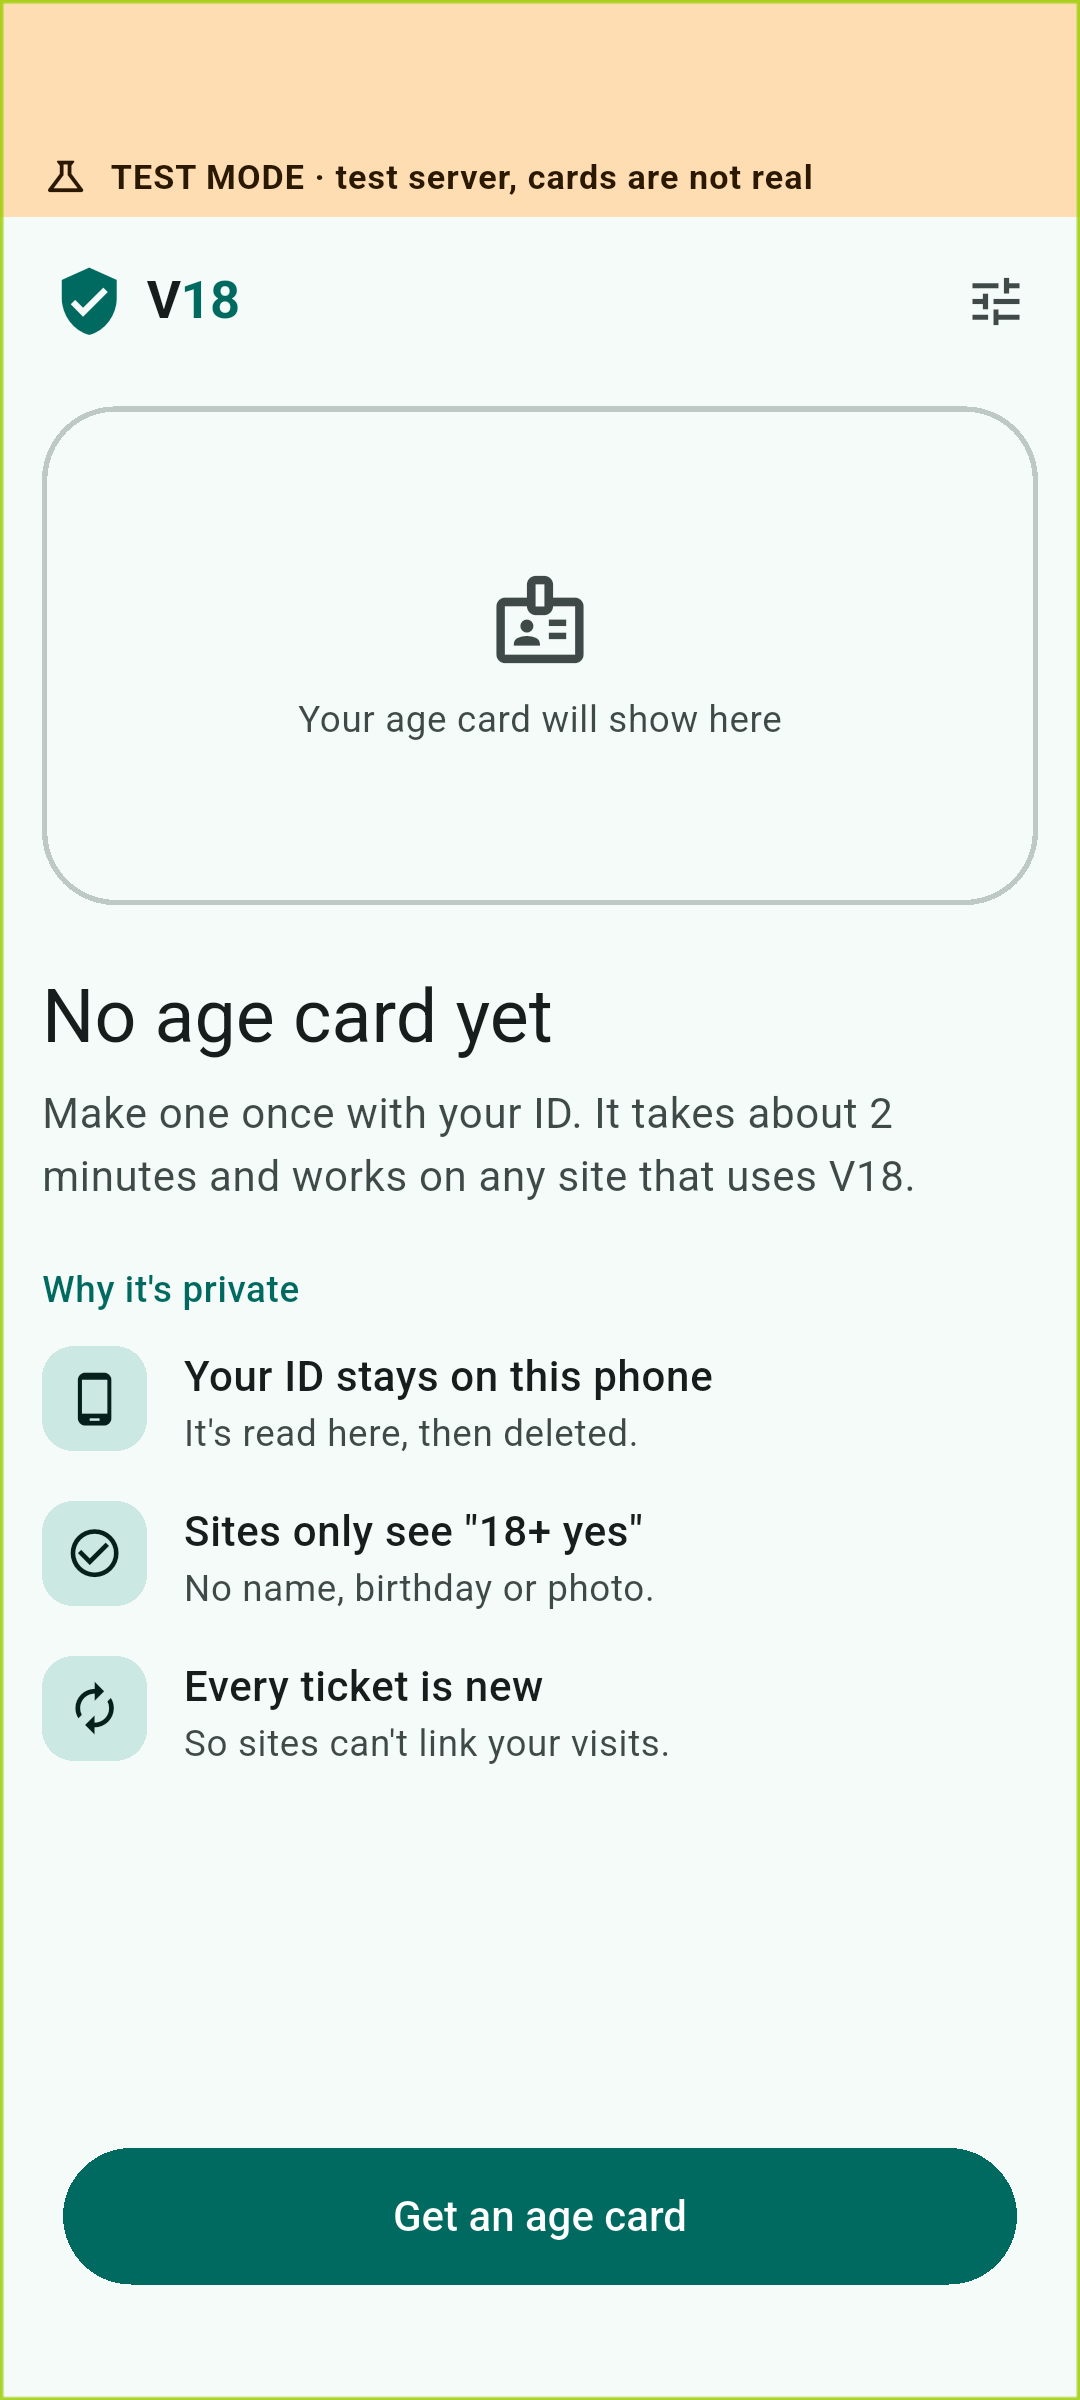 TEST MODE · test server, cards are not real
V18
Your age card will show here
No age card yet
Make one once with your ID. It takes about 2
minutes and works on any site that uses V18.
Why it's private
Your ID stays on this phone
It's read here, then deleted.
Sites only see "18+ yes"
No name, birthday or photo.
Every ticket is new
So sites can't link your visits.
Get an age card